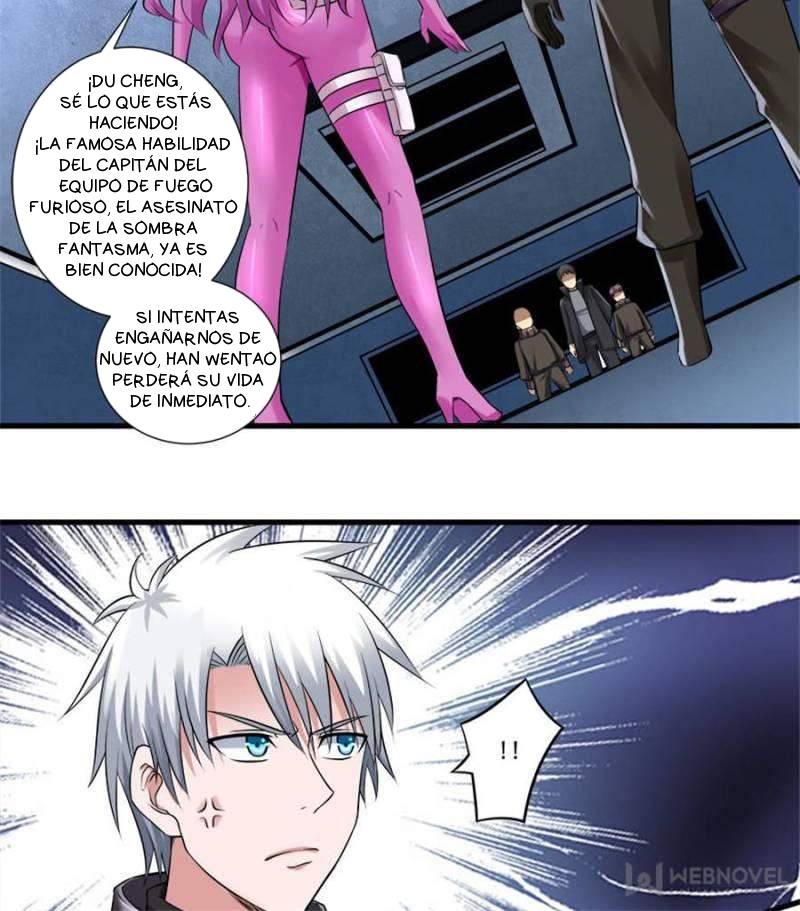 ¡DU CHENG,
SÉ LO QUE ESTÁS
HACIENDO!
¡LA FAMOSA HABILIDAD
DEL CAPITÁN DEL
EQUIPO DE FUEGO
FURIOSO, EL ASESINATO
DE LA SOMBRA
FANTASMA, YA ES
BIEN CONOCIDA!
SI INTENTAS
ENGAÑARNOS DE
NUEVO, HAN WENTAO
PERDERÁ SU VIDA
DE INMEDIATO.
!!
WEBNOVEL